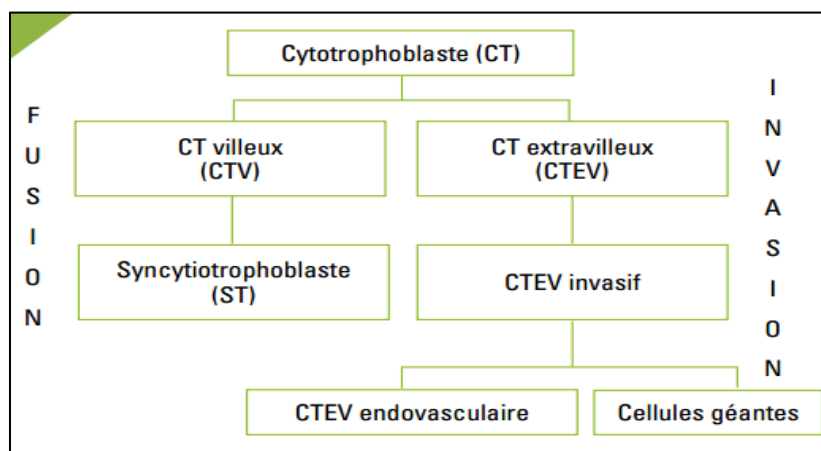 Cytotrophoblaste (CT)
FUSION
INVASION
CT villeux
(CTV)
CT extravilleux
(CTEV)
Syncytiotrophoblaste
(ST)
CTEV invasif
CTEV endovasculaire
Cellules géantes